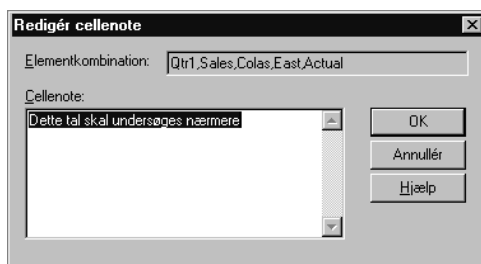 Redigér cellenote
Elementkombination: Qtr1,Sales,Colas,East,Actual
Cellenote:
Dette tal skal undersøges nærmere
OK
Annullér
Hjælp